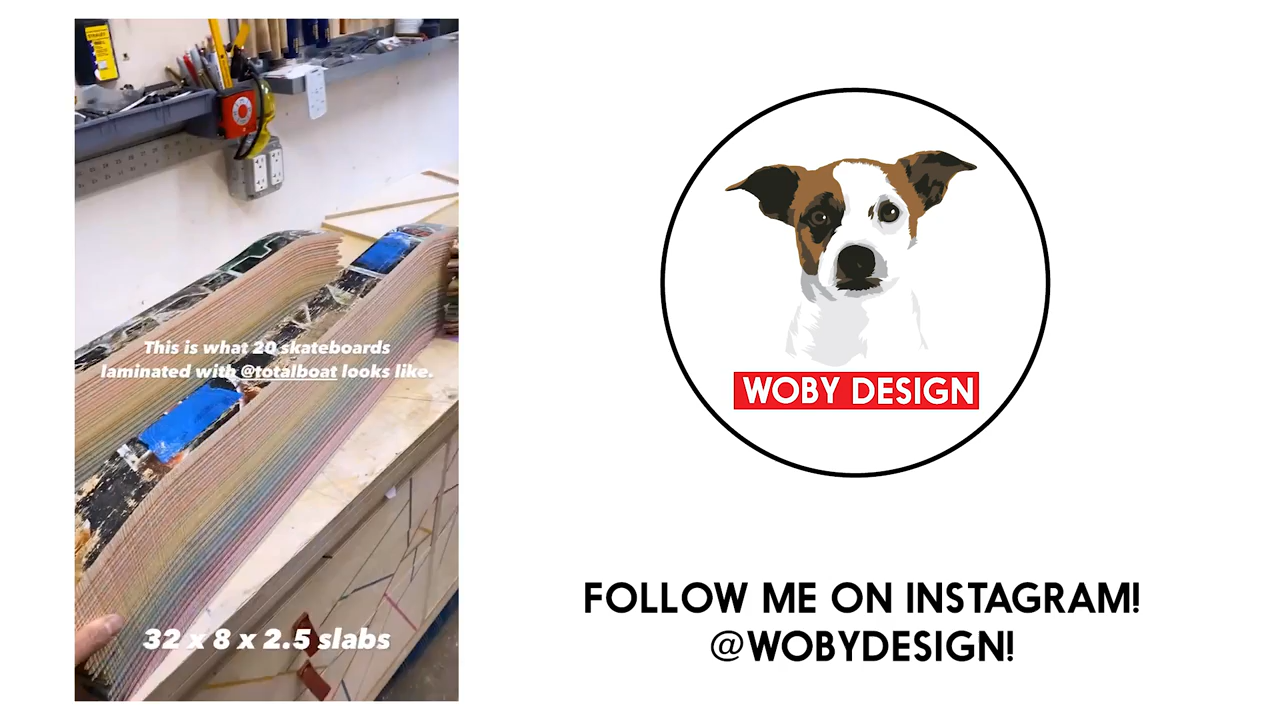 This is what 20 skateboards
laminated with @totalboat looks like.
32 x 8 x 2.5 slabs
WOBY DESIGN
FOLLOW ME ON INSTAGRAM!
@WOBYDESIGN!